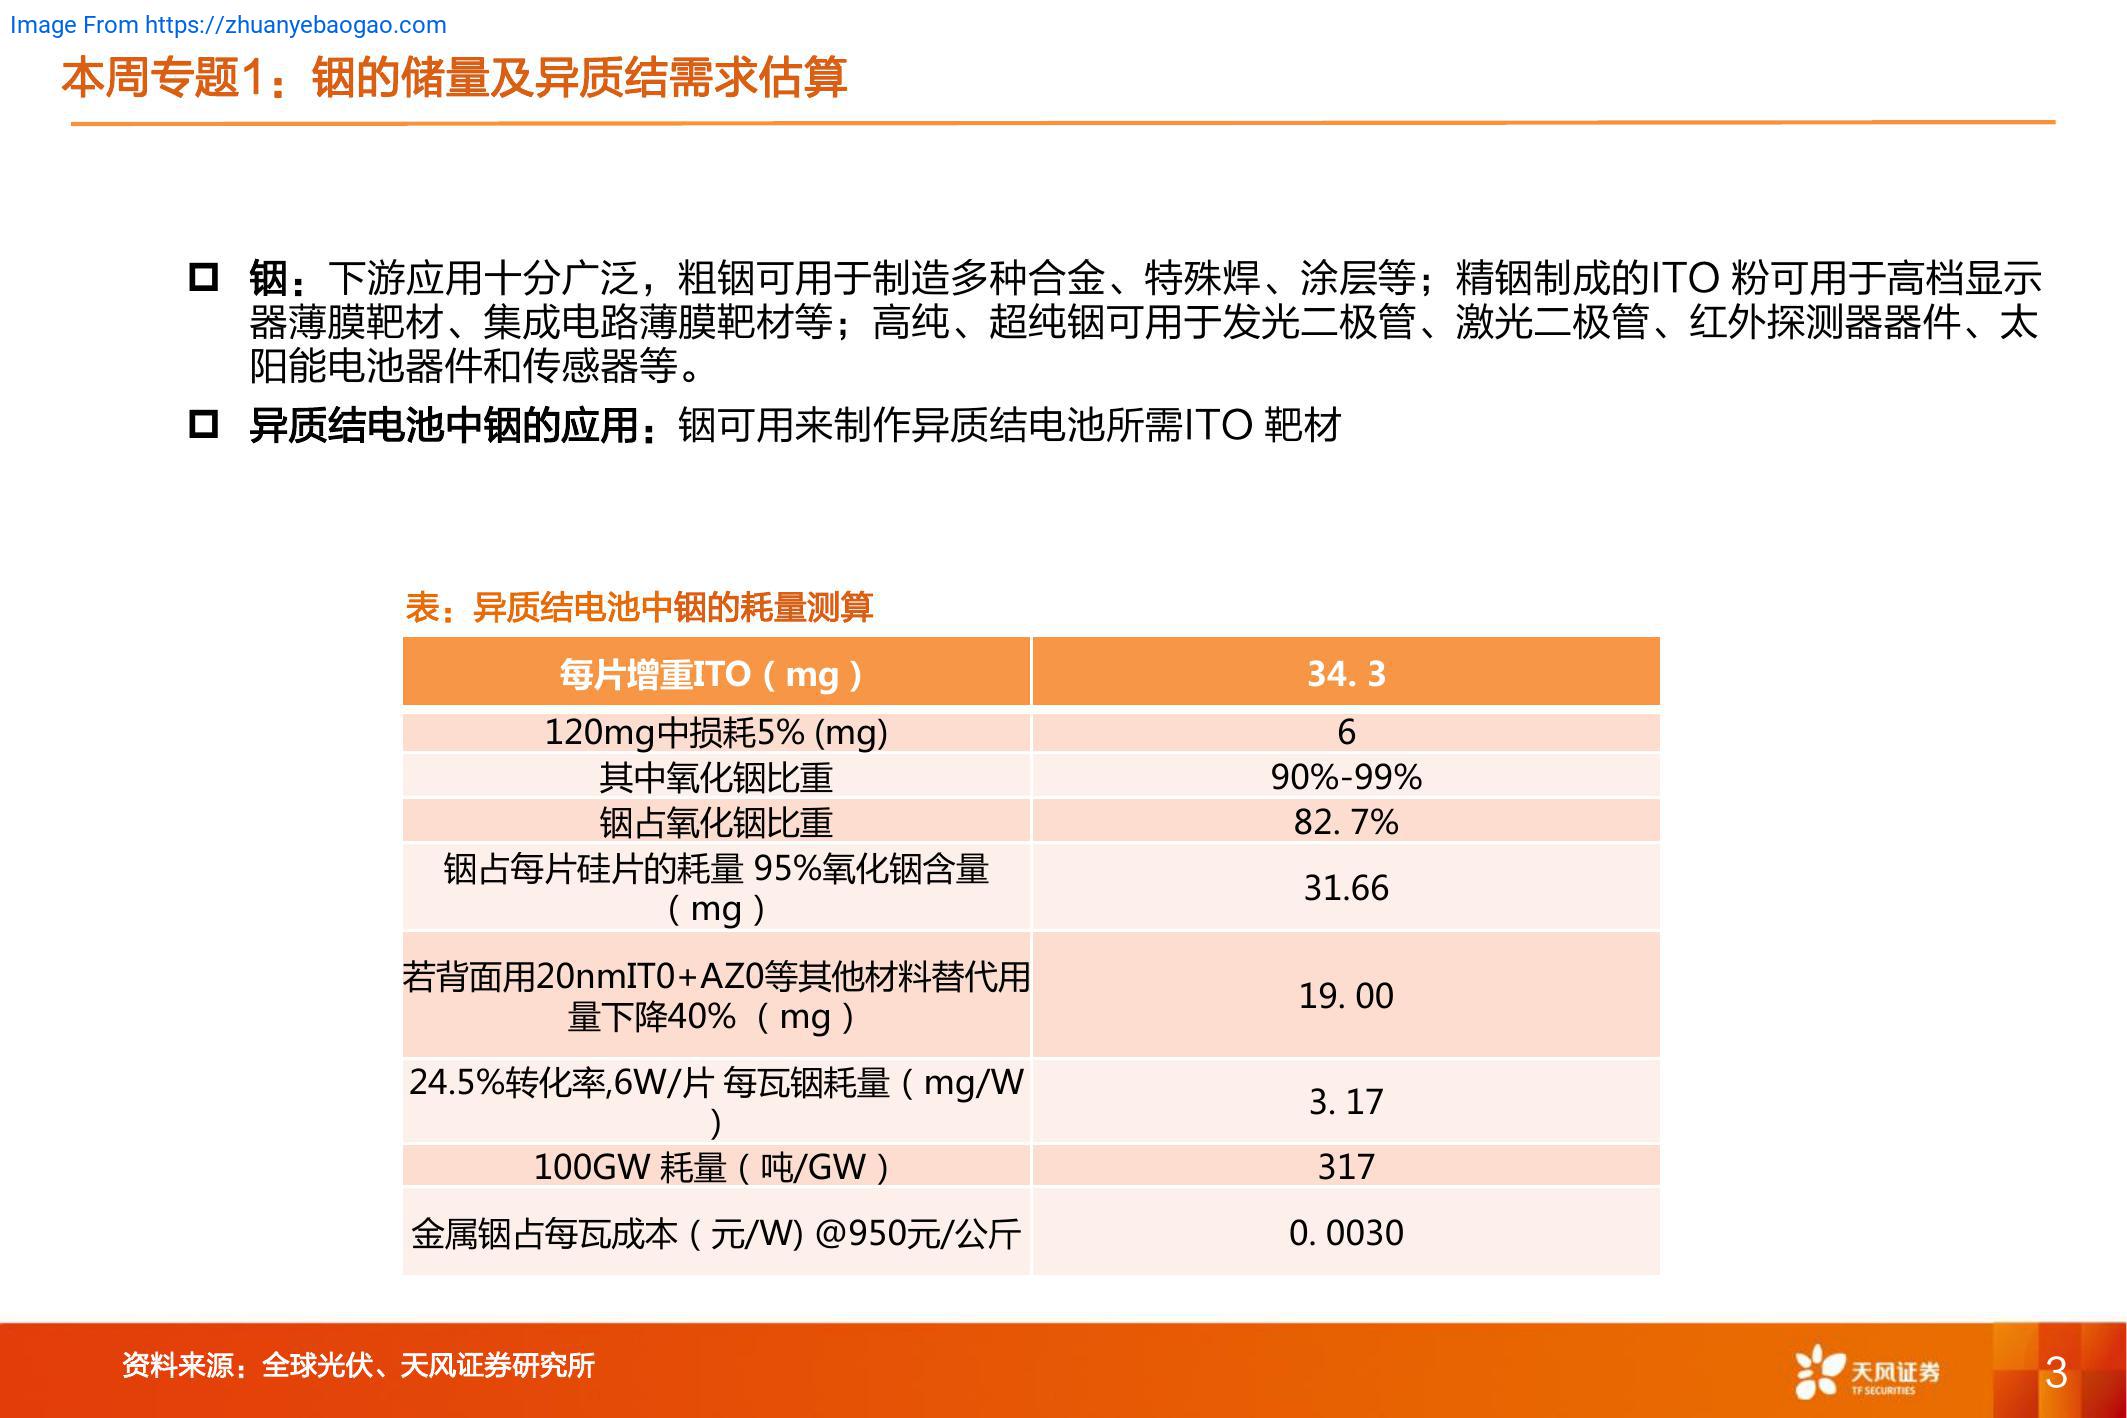 Image From https://zhuanyebaogao.com
本周专题1：铟的储量及异质结需求估算
铟：下游应用十分广泛，粗铟可用于制造多种合金、特殊焊、涂层等；精铟制成的ITO 粉可用于高档显示
器薄膜靶材、集成电路薄膜靶材等；高纯、超纯铟可用于发光二极管、激光二极管、红外探测器器件、太
阳能电池器件和传感器等。
异质结电池中铟的应用：铟可用来制作异质结电池所需ITO 靶材
表：异质结电池中铟的耗量测算
每片增重ITO（mg） 34. 3
120mg中损耗5% (mg) 6
其中氧化铟比重 90%-99%
铟占氧化铟比重 82. 7%
铟占每片硅片的耗量 95%氧化铟含量
（mg） 31.66
若背面用20nmIT0+AZ0等其他材料替代用
量下降40% （mg） 19. 00
24.5%转化率,6W/片 每瓦铟耗量（mg/W
） 3. 17
100GW 耗量（吨/GW） 317
金属铟占每瓦成本（元/W) @950元/公斤 0. 0030
资料来源：全球光伏、天风证券研究所
天风证券
TF SECURITIES
3